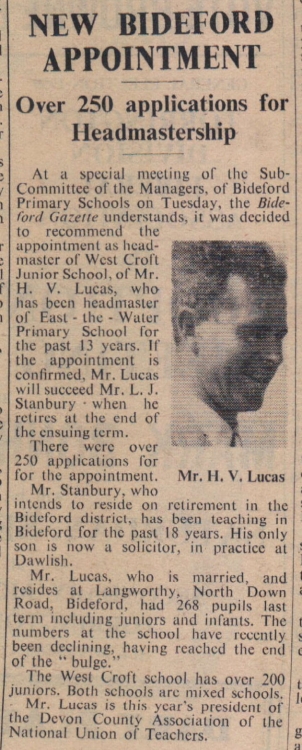 NEW BIDEFORD
APPOINTMENT
Over 250 applications for
Headmastership
At a special meeting of the Sub-
Committee of the Managers, of Bideford
Primary Schools on Tuesday, the Bide-
ford Gazette understands, it was decided
to recommend the
appointment as head-
master of West Croft
Junior School, of Mr.
H. V. Lucas, who
has been headmaster
of East - the - Water
Primary School for
the past 13 years. If
the appointment is
confirmed, Mr. Lucas
will succeed Mr. L. J.
Stanbury when he
retires at the end of
the ensuing term.
There were over
250 applications for
for the appointment.
Mr. H. V. Lucas
Mr. Stanbury, who
intends to reside on retirement in the
Bideford district, has been teaching in
Bideford for the past 18 years. His only
son is now a solicitor, in practice at
Dawlish.
Mr. Lucas, who is married, and
resides at Langworthy, North Down
Road, Bideford, had 268 pupils last
term including juniors and infants. The
numbers at the school have recently
been declining, having reached the end
of the " bulge."
The West Croft school has over 200
juniors. Both schools are mixed schools.
Mr. Lucas is this year's president of
the Devon County Association of the
National Union of Teachers.